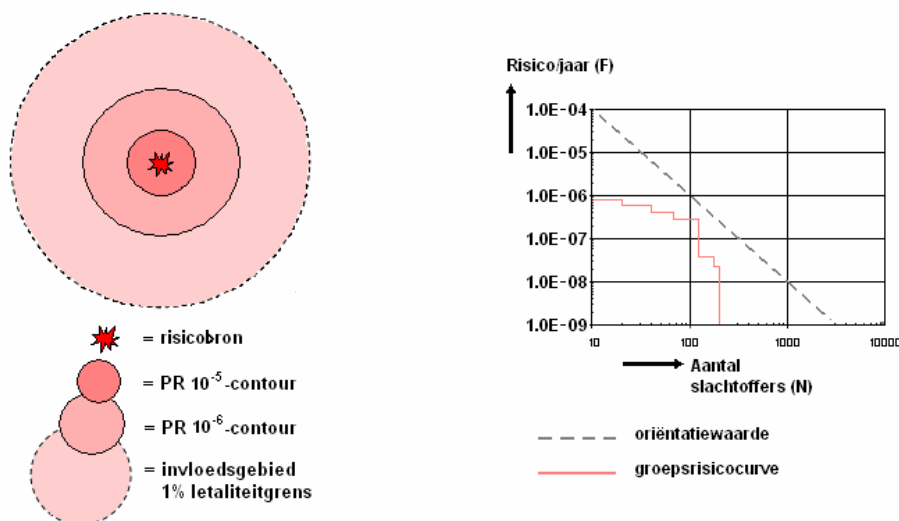 = risicobron
= PR 10-5-contour
= PR 10-6-contour
= invloedsgebied
1% letaliteitgrens
Risico/jaar (F)
1.0E-04
1.0E-05
1.0E-06
1.0E-07
1.0E-08
1.0E-09
10 100 1000 10000
Aantal
slachtoffers (N)
oriëntatiewaarde
groepsrisicocurve